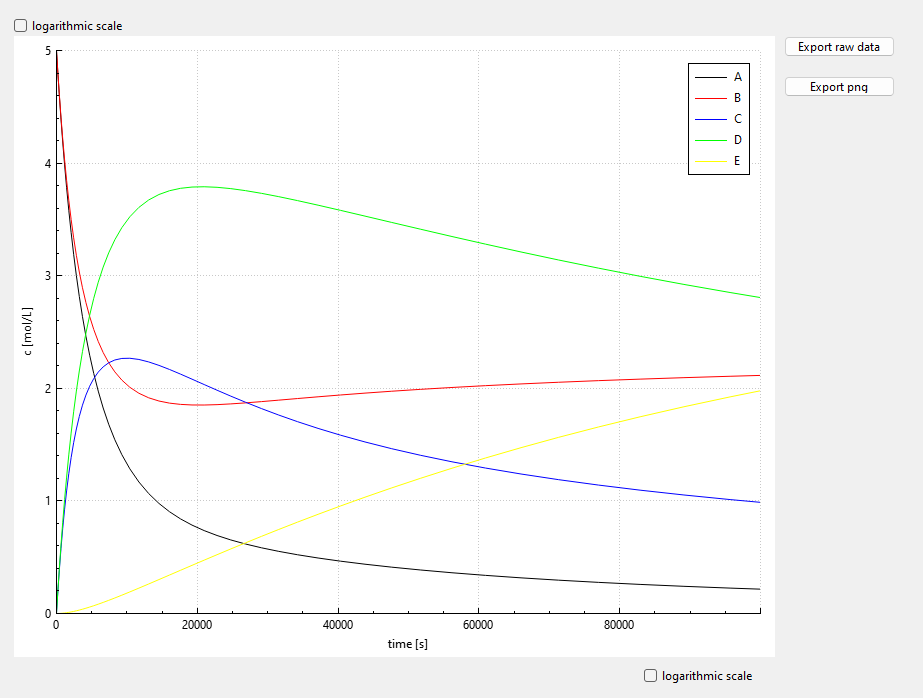 logarithmic scale
Export raw data
Export png
5
4
3
2
1
0
c [mol/L]
A
B
C
D
E
0 20000 40000 60000 80000
time [s]
logarithmic scale